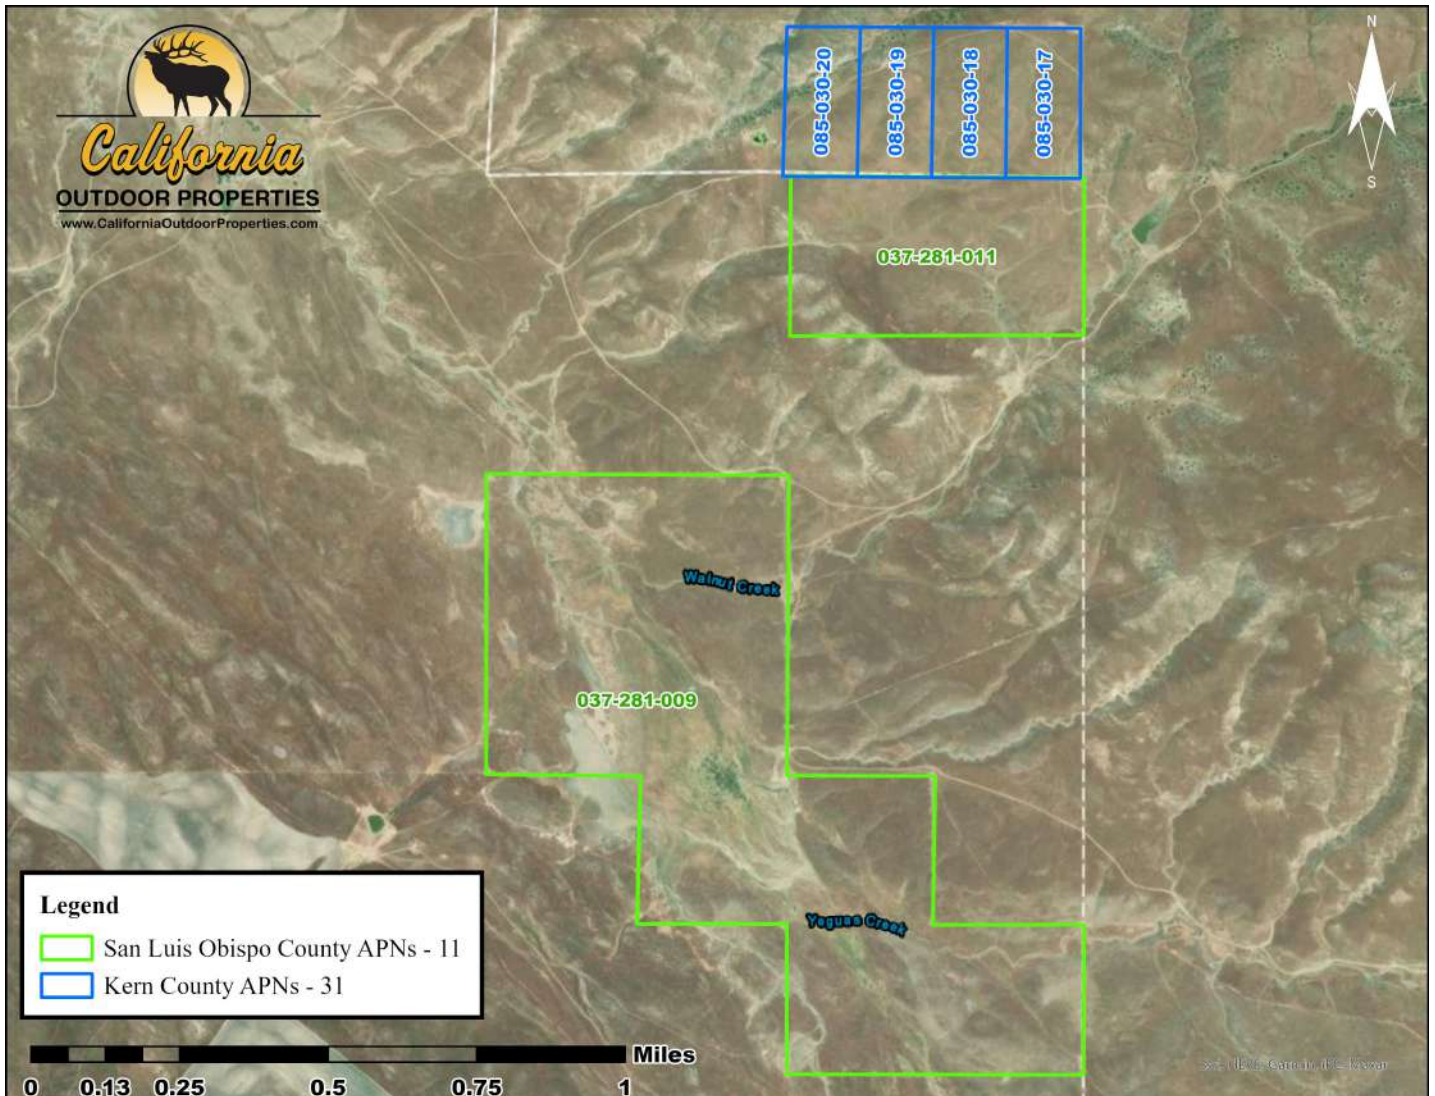 California
OUTDOOR PROPERTIES
www.CaliforniaOutdoorProperties.com
N
S
085-030-20
085-030-19
085-030-18
085-030-17
037-281-011
Walnut Creek
037-281-009
Yeguas Creek
Legend
San Luis Obispo County APNs - 11
Kern County APNs - 31
Miles
0 0.13 0.25 0.5 0.75 1